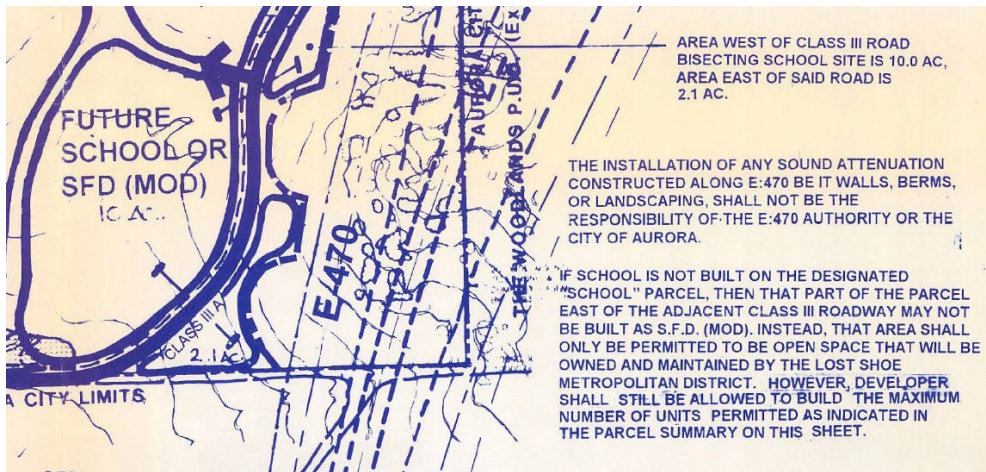 AREA WEST OF CLASS III ROAD
BISECTING SCHOOL SITE IS 10.0 AC,
AREA EAST OF SAID ROAD IS
2.1 AC.
FUTURE
SCHOOL OR
SFD (MOD)
10 AC.
E/470
AURORA
THE WOODLANDS P.U.D.
THE INSTALLATION OF ANY SOUND ATTENUATION
CONSTRUCTED ALONG E:470 BE IT WALLS, BERMS,
OR LANDSCAPING, SHALL NOT BE THE
RESPONSIBILITY OF THE E:470 AUTHORITY OR THE
CITY OF AURORA.
IF SCHOOL IS NOT BUILT ON THE DESIGNATED
"SCHOOL" PARCEL, THEN THAT PART OF THE PARCEL
EAST OF THE ADJACENT CLASS III ROADWAY MAY NOT
BE BUILT AS S.F.D. (MOD). INSTEAD, THAT AREA SHALL
ONLY BE PERMITTED TO BE OPEN SPACE THAT WILL BE
OWNED AND MAINTAINED BY THE LOST SHOE
METROPOLITAN DISTRICT. HOWEVER, DEVELOPER
SHALL STILL BE ALLOWED TO BUILD THE MAXIMUM
NUMBER OF UNITS PERMITTED AS INDICATED IN
THE PARCEL SUMMARY ON THIS SHEET.
CLASS III A
2.1 AC.
A CITY LIMITS